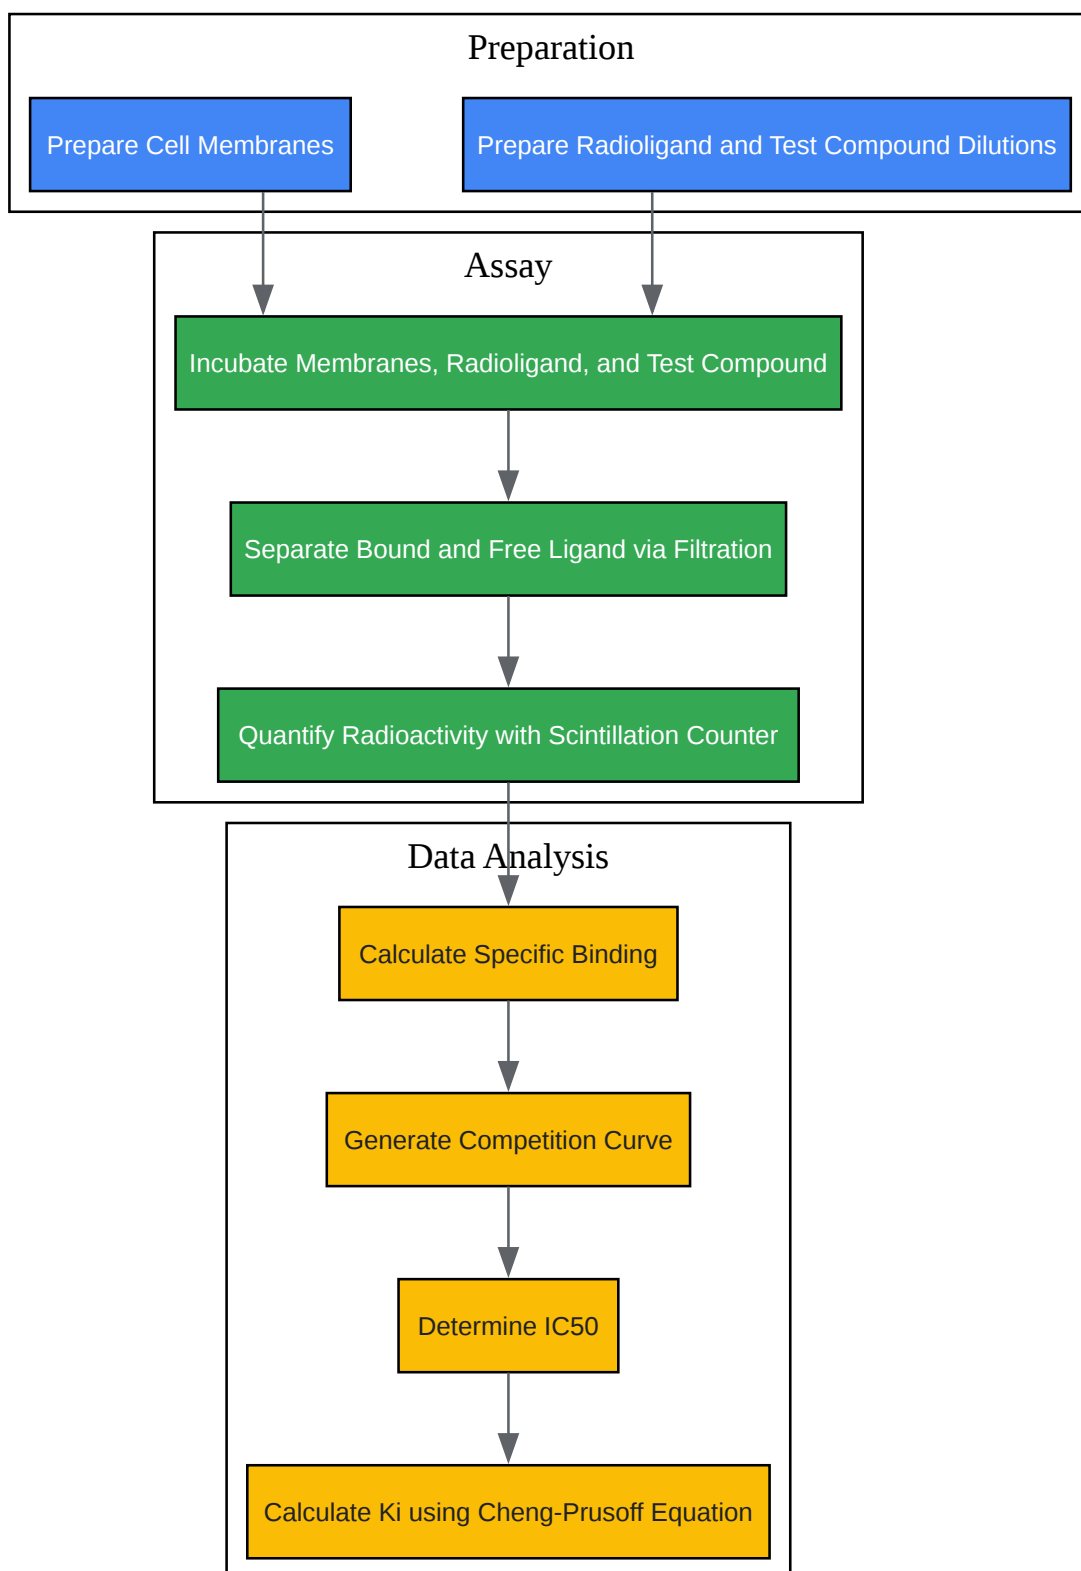 Preparation
Prepare Cell Membranes
Prepare Radioligand and Test Compound Dilutions
Assay
Incubate Membranes, Radioligand, and Test Compound
Separate Bound and Free Ligand via Filtration
Quantify Radioactivity with Scintillation Counter
Data Analysis
Calculate Specific Binding
Generate Competition Curve
Determine IC50
Calculate Ki using Cheng-Prusoff Equation